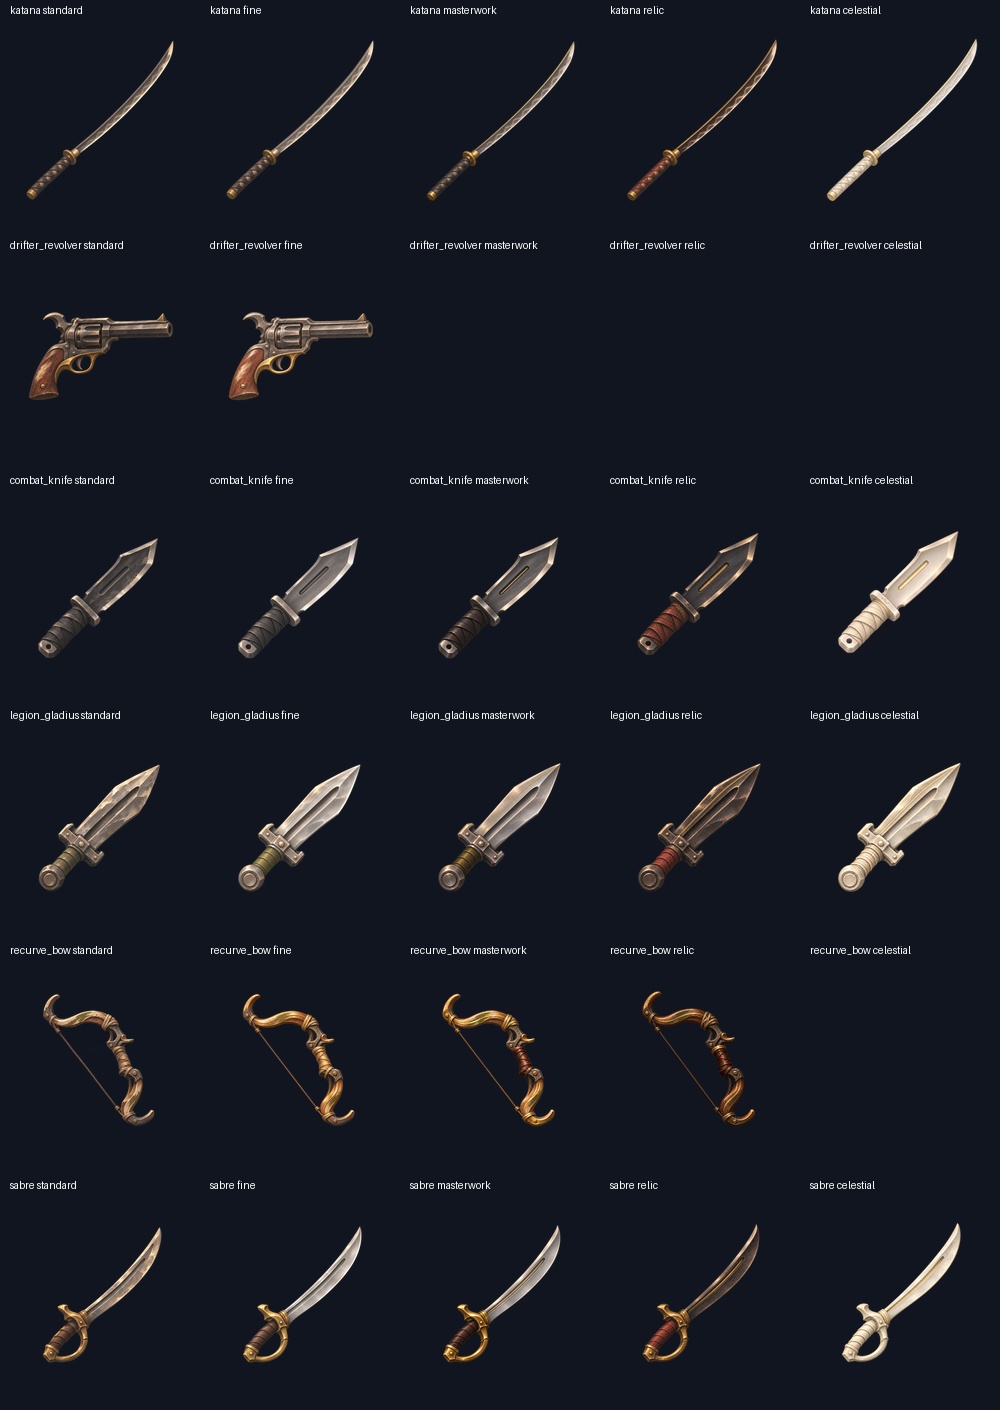 katana standard
katana fine
katana masterwork
katana relic
katana celestial
drifter_revolver standard
drifter_revolver fine
drifter_revolver masterwork
drifter_revolver relic
drifter_revolver celestial
combat_knife standard
combat_knife fine
combat_knife masterwork
combat_knife relic
combat_knife celestial
legion_gladius standard
legion_gladius fine
legion_gladius masterwork
legion_gladius relic
legion_gladius celestial
recurve_bow standard
recurve_bow fine
recurve_bow masterwork
recurve_bow relic
recurve_bow celestial
sabre standard
sabre fine
sabre masterwork
sabre relic
sabre celestial